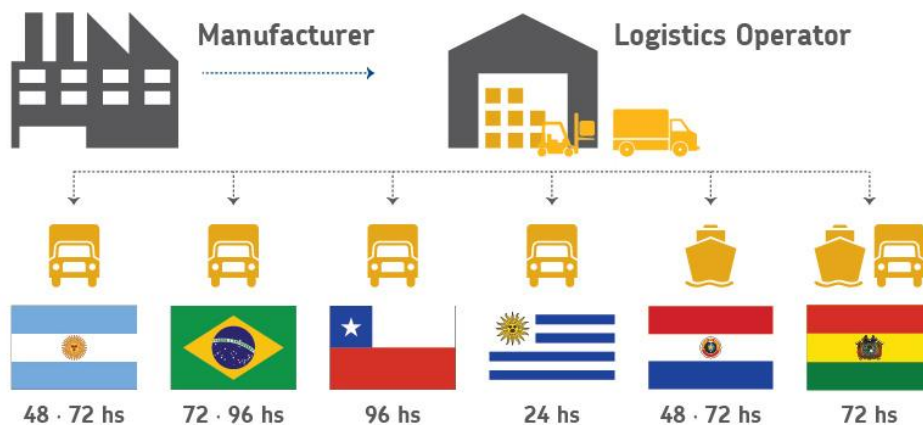 Manufacturer
Logistics Operator
48 · 72 hs
72 · 96 hs
96 hs
24 hs
48 · 72 hs
72 hs